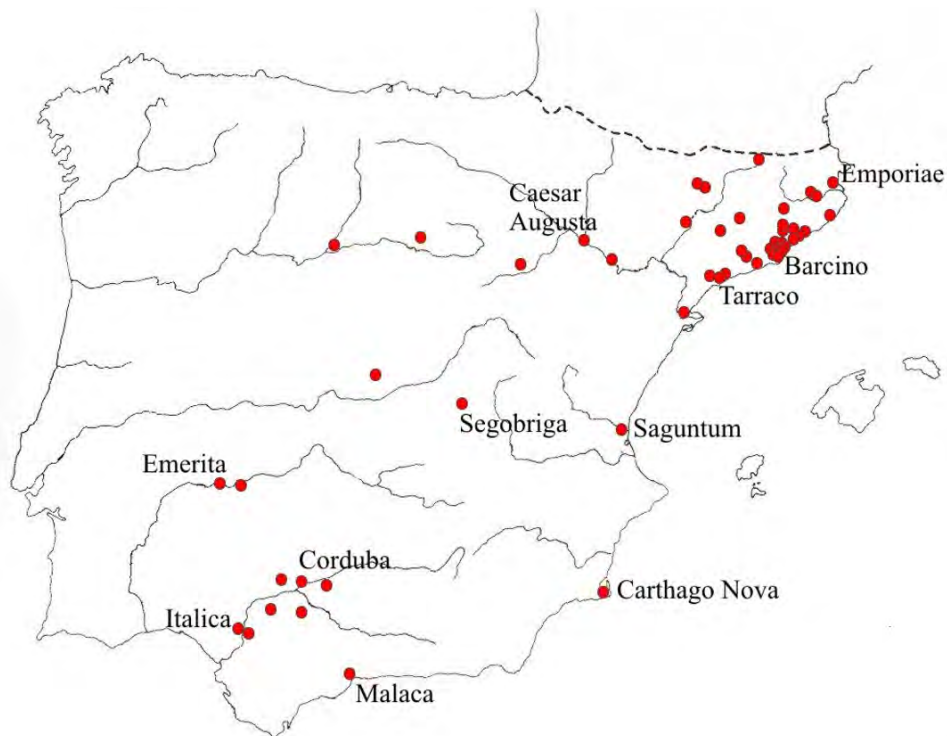 Emporiae
Caesar
Augusta
Barcino
Tarraco
Segobriga
Saguntum
Emerita
Corduba
Carthago Nova
Italica
Malaca